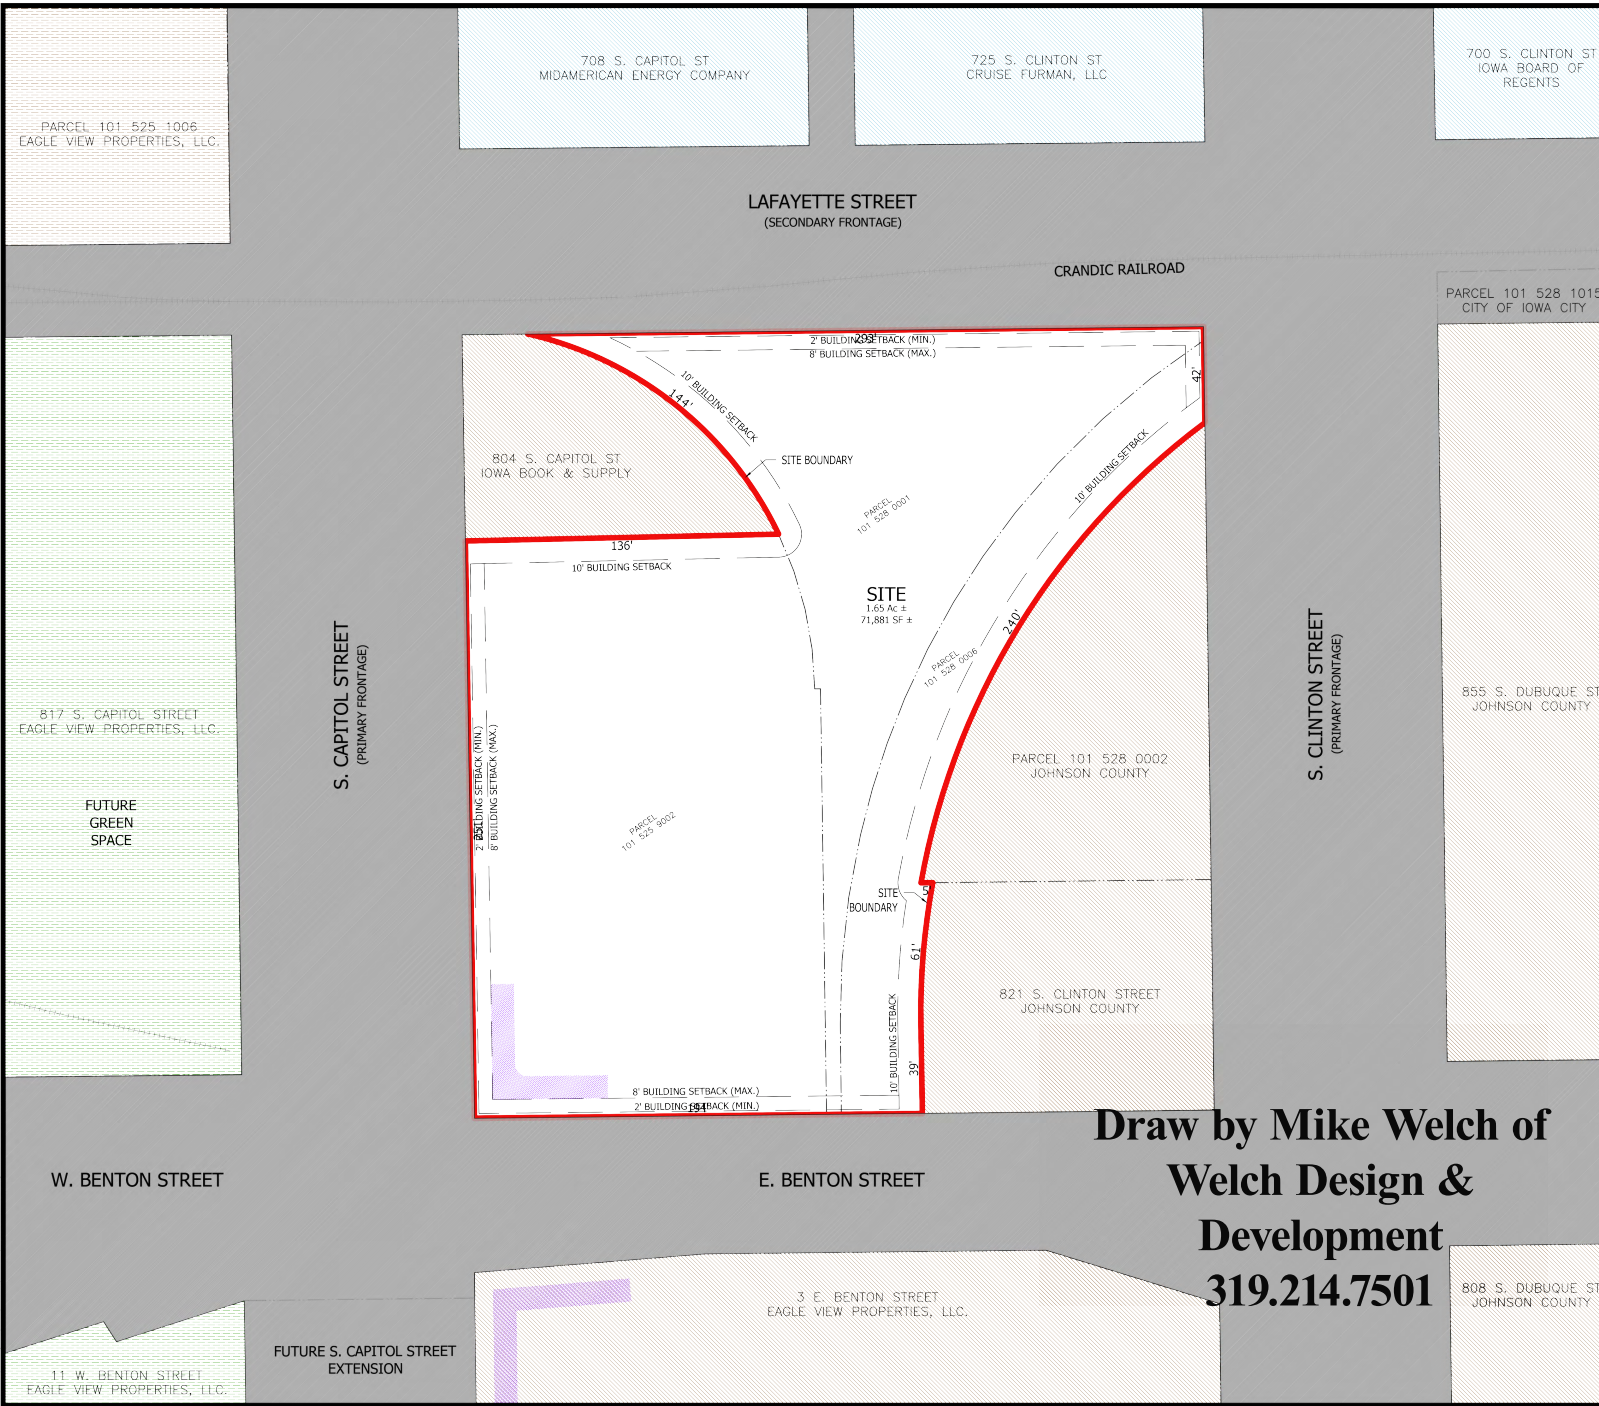 708 S. CAPITOL ST
MIDAMERICAN ENERGY COMPANY
725 S. CLINTON ST
CRUISE FURMAN, LLC
700 S. CLINTON ST
IOWA BOARD OF
REGENTS
PARCEL 101 525 1006
EAGLE VIEW PROPERTIES, LLC.
LAFAYETTE STREET
(SECONDARY FRONTAGE)
CRANDIC RAILROAD
PARCEL 101 528 1015
CITY OF IOWA CITY
293'
2' BUILDING SETBACK (MIN.)
8' BUILDING SETBACK (MAX.)
42'
10' BUILDING SETBACK
144'
SITE BOUNDARY
10' BUILDING SETBACK
804 S. CAPITOL ST
IOWA BOOK & SUPPLY
PARCEL
101 528 0001
136'
10' BUILDING SETBACK
SITE
1.65 Ac ±
71,881 SF ±
240'
PARCEL
101 528 0006
S. CAPITOL STREET
(PRIMARY FRONTAGE)
S. CLINTON STREET
(PRIMARY FRONTAGE)
817 S. CAPITOL STREET
EAGLE VIEW PROPERTIES, LLC.
855 S. DUBUQUE ST
JOHNSON COUNTY
PARCEL 101 528 0002
JOHNSON COUNTY
FUTURE
GREEN
SPACE
2' BUILDING SETBACK (MIN.)
251'
8' BUILDING SETBACK (MAX.)
PARCEL
101 525 9002
SITE
BOUNDARY
5'
61'
821 S. CLINTON STREET
JOHNSON COUNTY
10' BUILDING SETBACK
39'
8' BUILDING SETBACK (MAX.)
2' BUILDING SETBACK (MIN.)
194'
Draw by Mike Welch of
Welch Design &
Development
319.214.7501
W. BENTON STREET
E. BENTON STREET
3 E. BENTON STREET
EAGLE VIEW PROPERTIES, LLC.
808 S. DUBUQUE ST
JOHNSON COUNTY
FUTURE S. CAPITOL STREET
EXTENSION
11 W. BENTON STREET
EAGLE VIEW PROPERTIES, LLC.